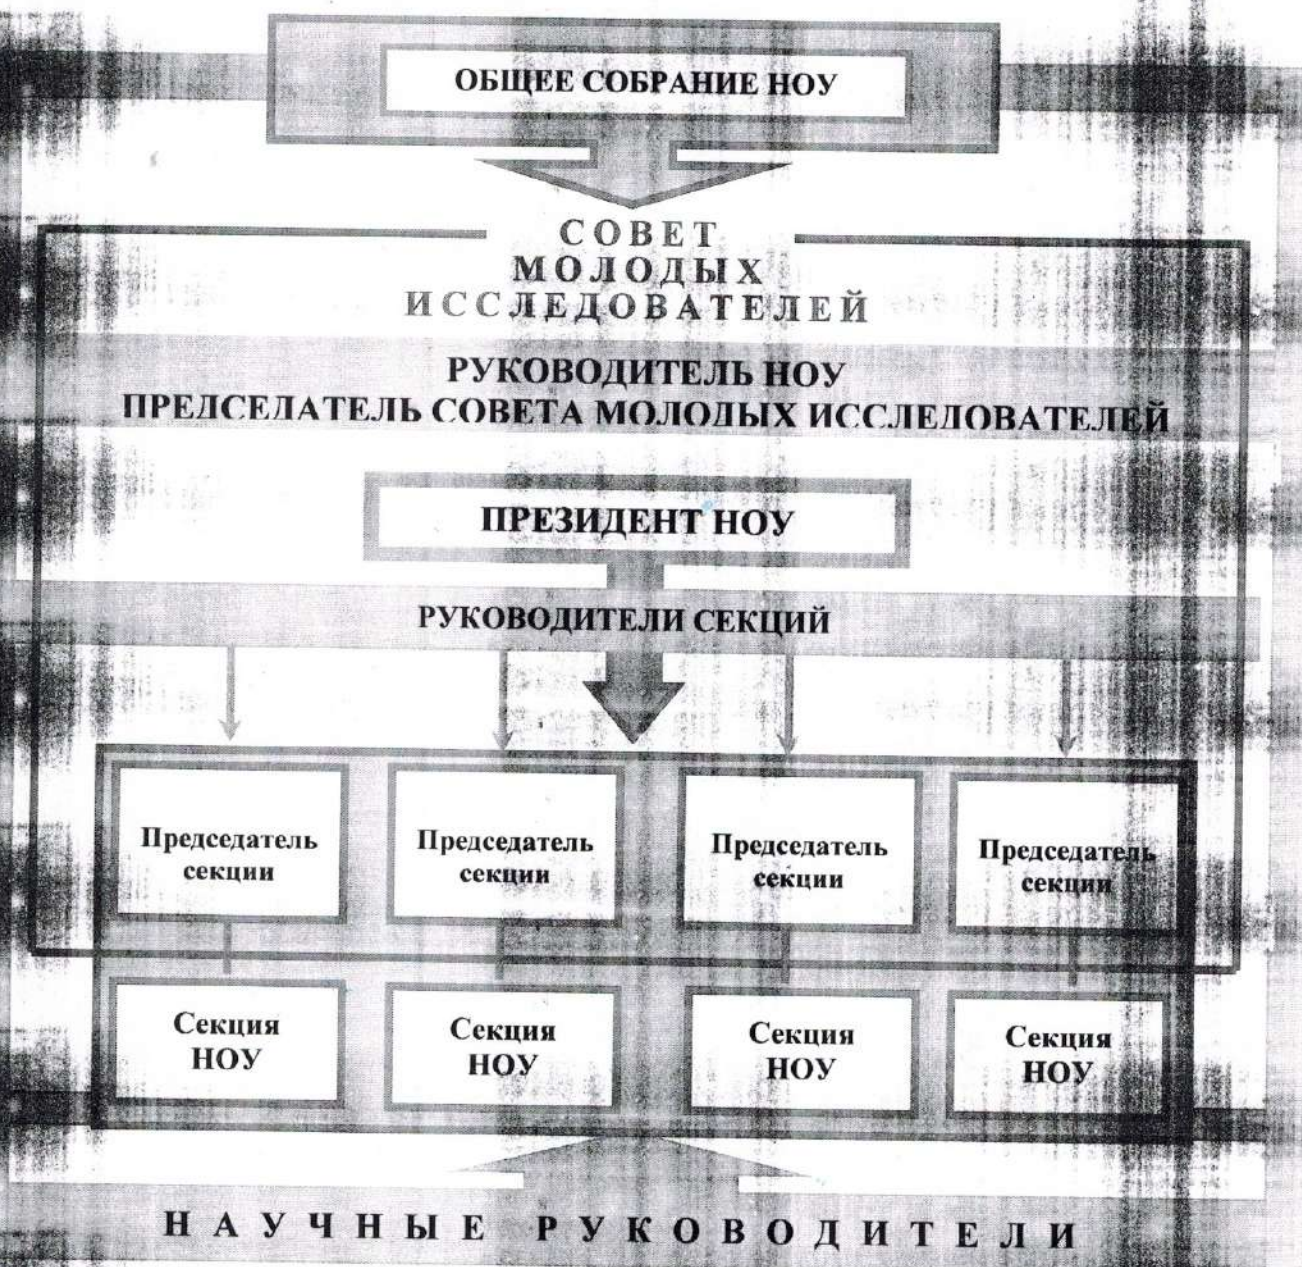 ОБЩЕЕ СОБРАНИЕ НОУ
СОВЕТ
МОЛОДЫХ
ИССЛЕДОВАТЕЛЕЙ
РУКОВОДИТЕЛЬ НОУ
ПРЕДСЕДАТЕЛЬ СОВЕТА МОЛОДЫХ ИССЛЕДОВАТЕЛЕЙ
ПРЕЗИДЕНТ НОУ
РУКОВОДИТЕЛИ СЕКЦИЙ
Председатель
секции
Председатель
секции
Председатель
секции
Председатель
секции
Секция
НОУ
Секция
НОУ
Секция
НОУ
Секция
НОУ
НАУЧНЫЕ РУКОВОДИТЕЛИ